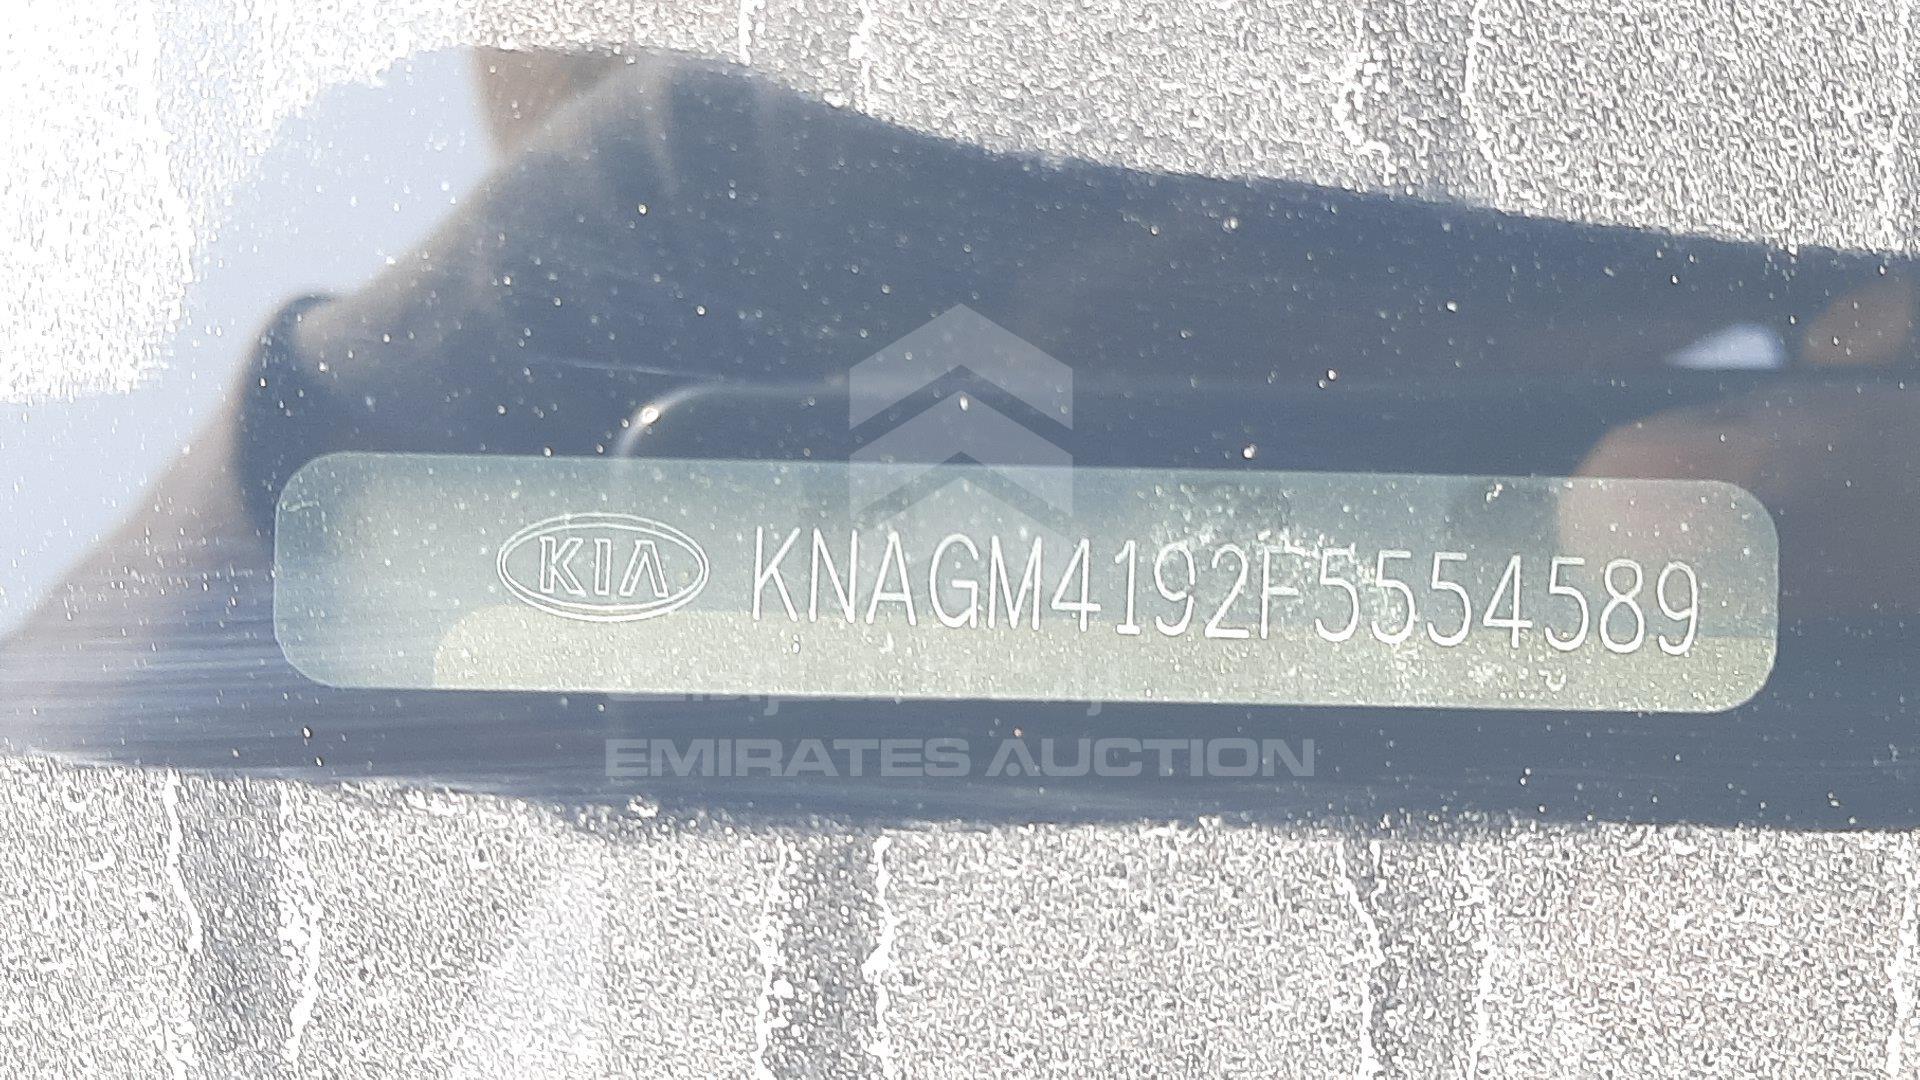 KIA KNAGM4192F5554589
EMIRATES AUCTION